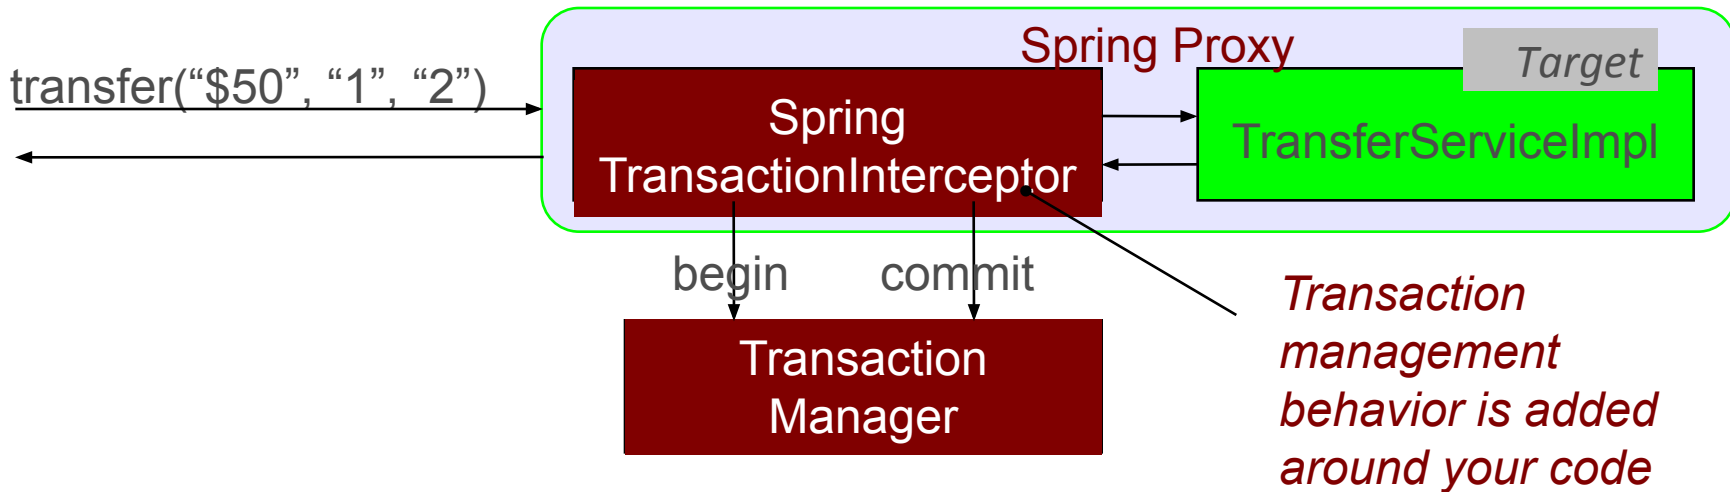 Spring Proxy
Target
transfer(“$50”, “1”, “2”)
Spring
TransactionInterceptor
TransferServiceImpl
begin
commit
Transaction
Manager
Transaction
management
behavior is added
around your code